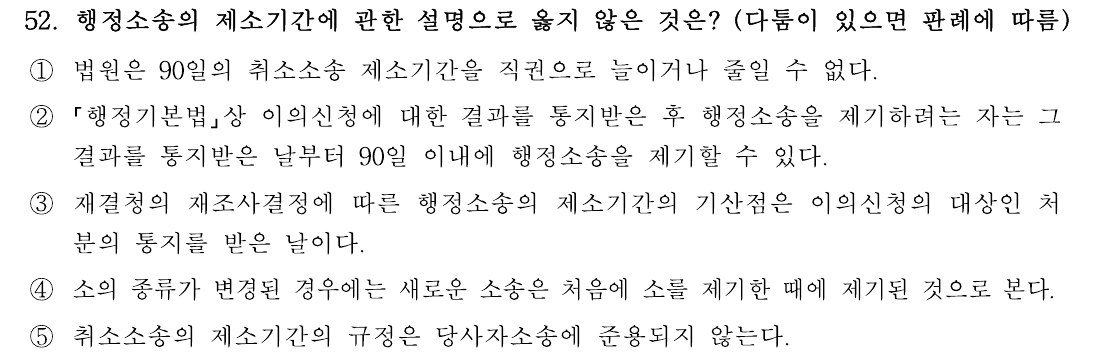 52. 행정소송의 제소기간에 관한 설명으로 옳지 않은 것은? (다툼이 있으면 판례에 따름)
① 법원은 90일의 취소소송 제소기간을 직권으로 늘이거나 줄일 수 없다.
② 「행정기본법」상 이의신청에 대한 결과를 통지받은 후 행정소송을 제기하려는 자는 그
결과를 통지받은 날부터 90일 이내에 행정소송을 제기할 수 있다.
③ 재결청의 재조사결정에 따른 행정소송의 제소기간의 기산점은 이의신청의 대상인 처
분의 통지를 받은 날이다.
④ 소의 종류가 변경된 경우에는 새로운 소송은 처음에 소를 제기한 때에 제기된 것으로 본다.
⑤ 취소소송의 제소기간의 규정은 당사자소송에 준용되지 않는다.